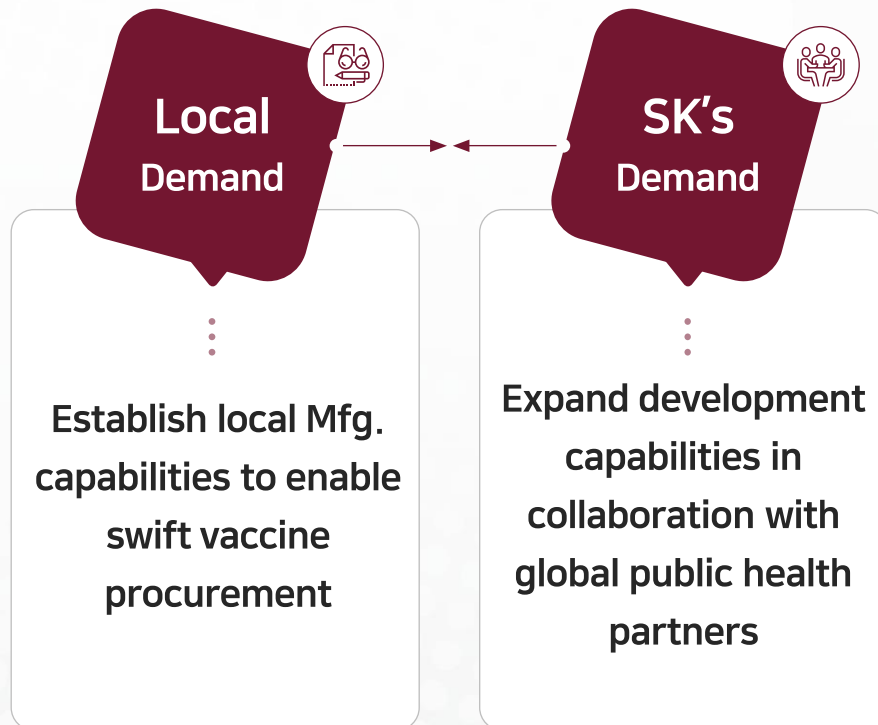 Local
Demand
Establish local Mfg.
capabilities to enable
swift vaccine
procurement
SK's
Demand
Expand development
capabilities in
collaboration with
global public health
partners